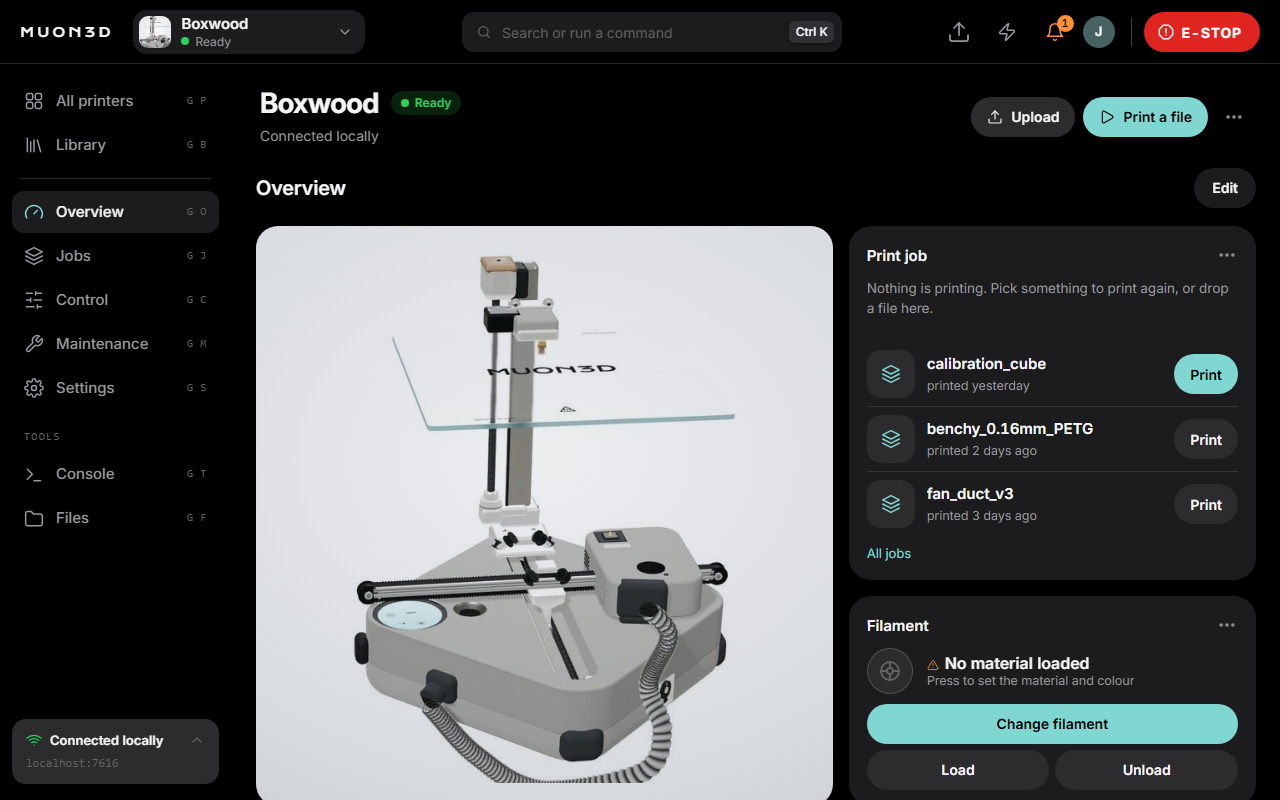 MUON3D
Boxwood
Ready
Search or run a command
Ctrl K
1
J
E-STOP
All printers
G P
Library
G B
Overview
G O
Jobs
G J
Control
G C
Maintenance
G M
Settings
G S
TOOLS
Console
G T
Files
G F
Connected locally
localhost:7616
Boxwood
Ready
Connected locally
Upload
Print a file
Overview
Edit
MUON3D
Print job
Nothing is printing. Pick something to print again, or drop
a file here.
calibration_cube
printed yesterday
Print
benchy_0.16mm_PETG
printed 2 days ago
Print
fan_duct_v3
printed 3 days ago
Print
All jobs
Filament
No material loaded
Press to set the material and colour
Change filament
Load
Unload